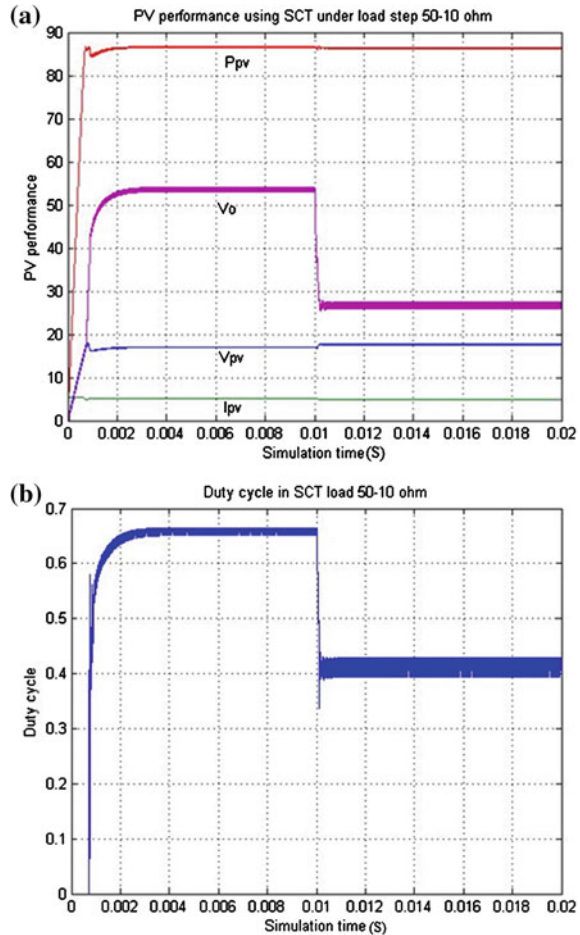 (a)
PV performance using SCT under load step 50-10 ohm
90
80
70
60
50
40
30
20
10
0
PV performance
Ppv
Vo
Vpv
Ipv
0 0.002 0.004 0.006 0.008 0.01 0.012 0.014 0.016 0.018 0.02
Simulation time(S)
(b)
Duty cycle in SCT load 50-10 ohm
0.7
0.6
0.5
0.4
0.3
0.2
0.1
0
Duty cycle
0 0.002 0.004 0.006 0.008 0.01 0.012 0.014 0.016 0.018 0.02
Simulation time (S)